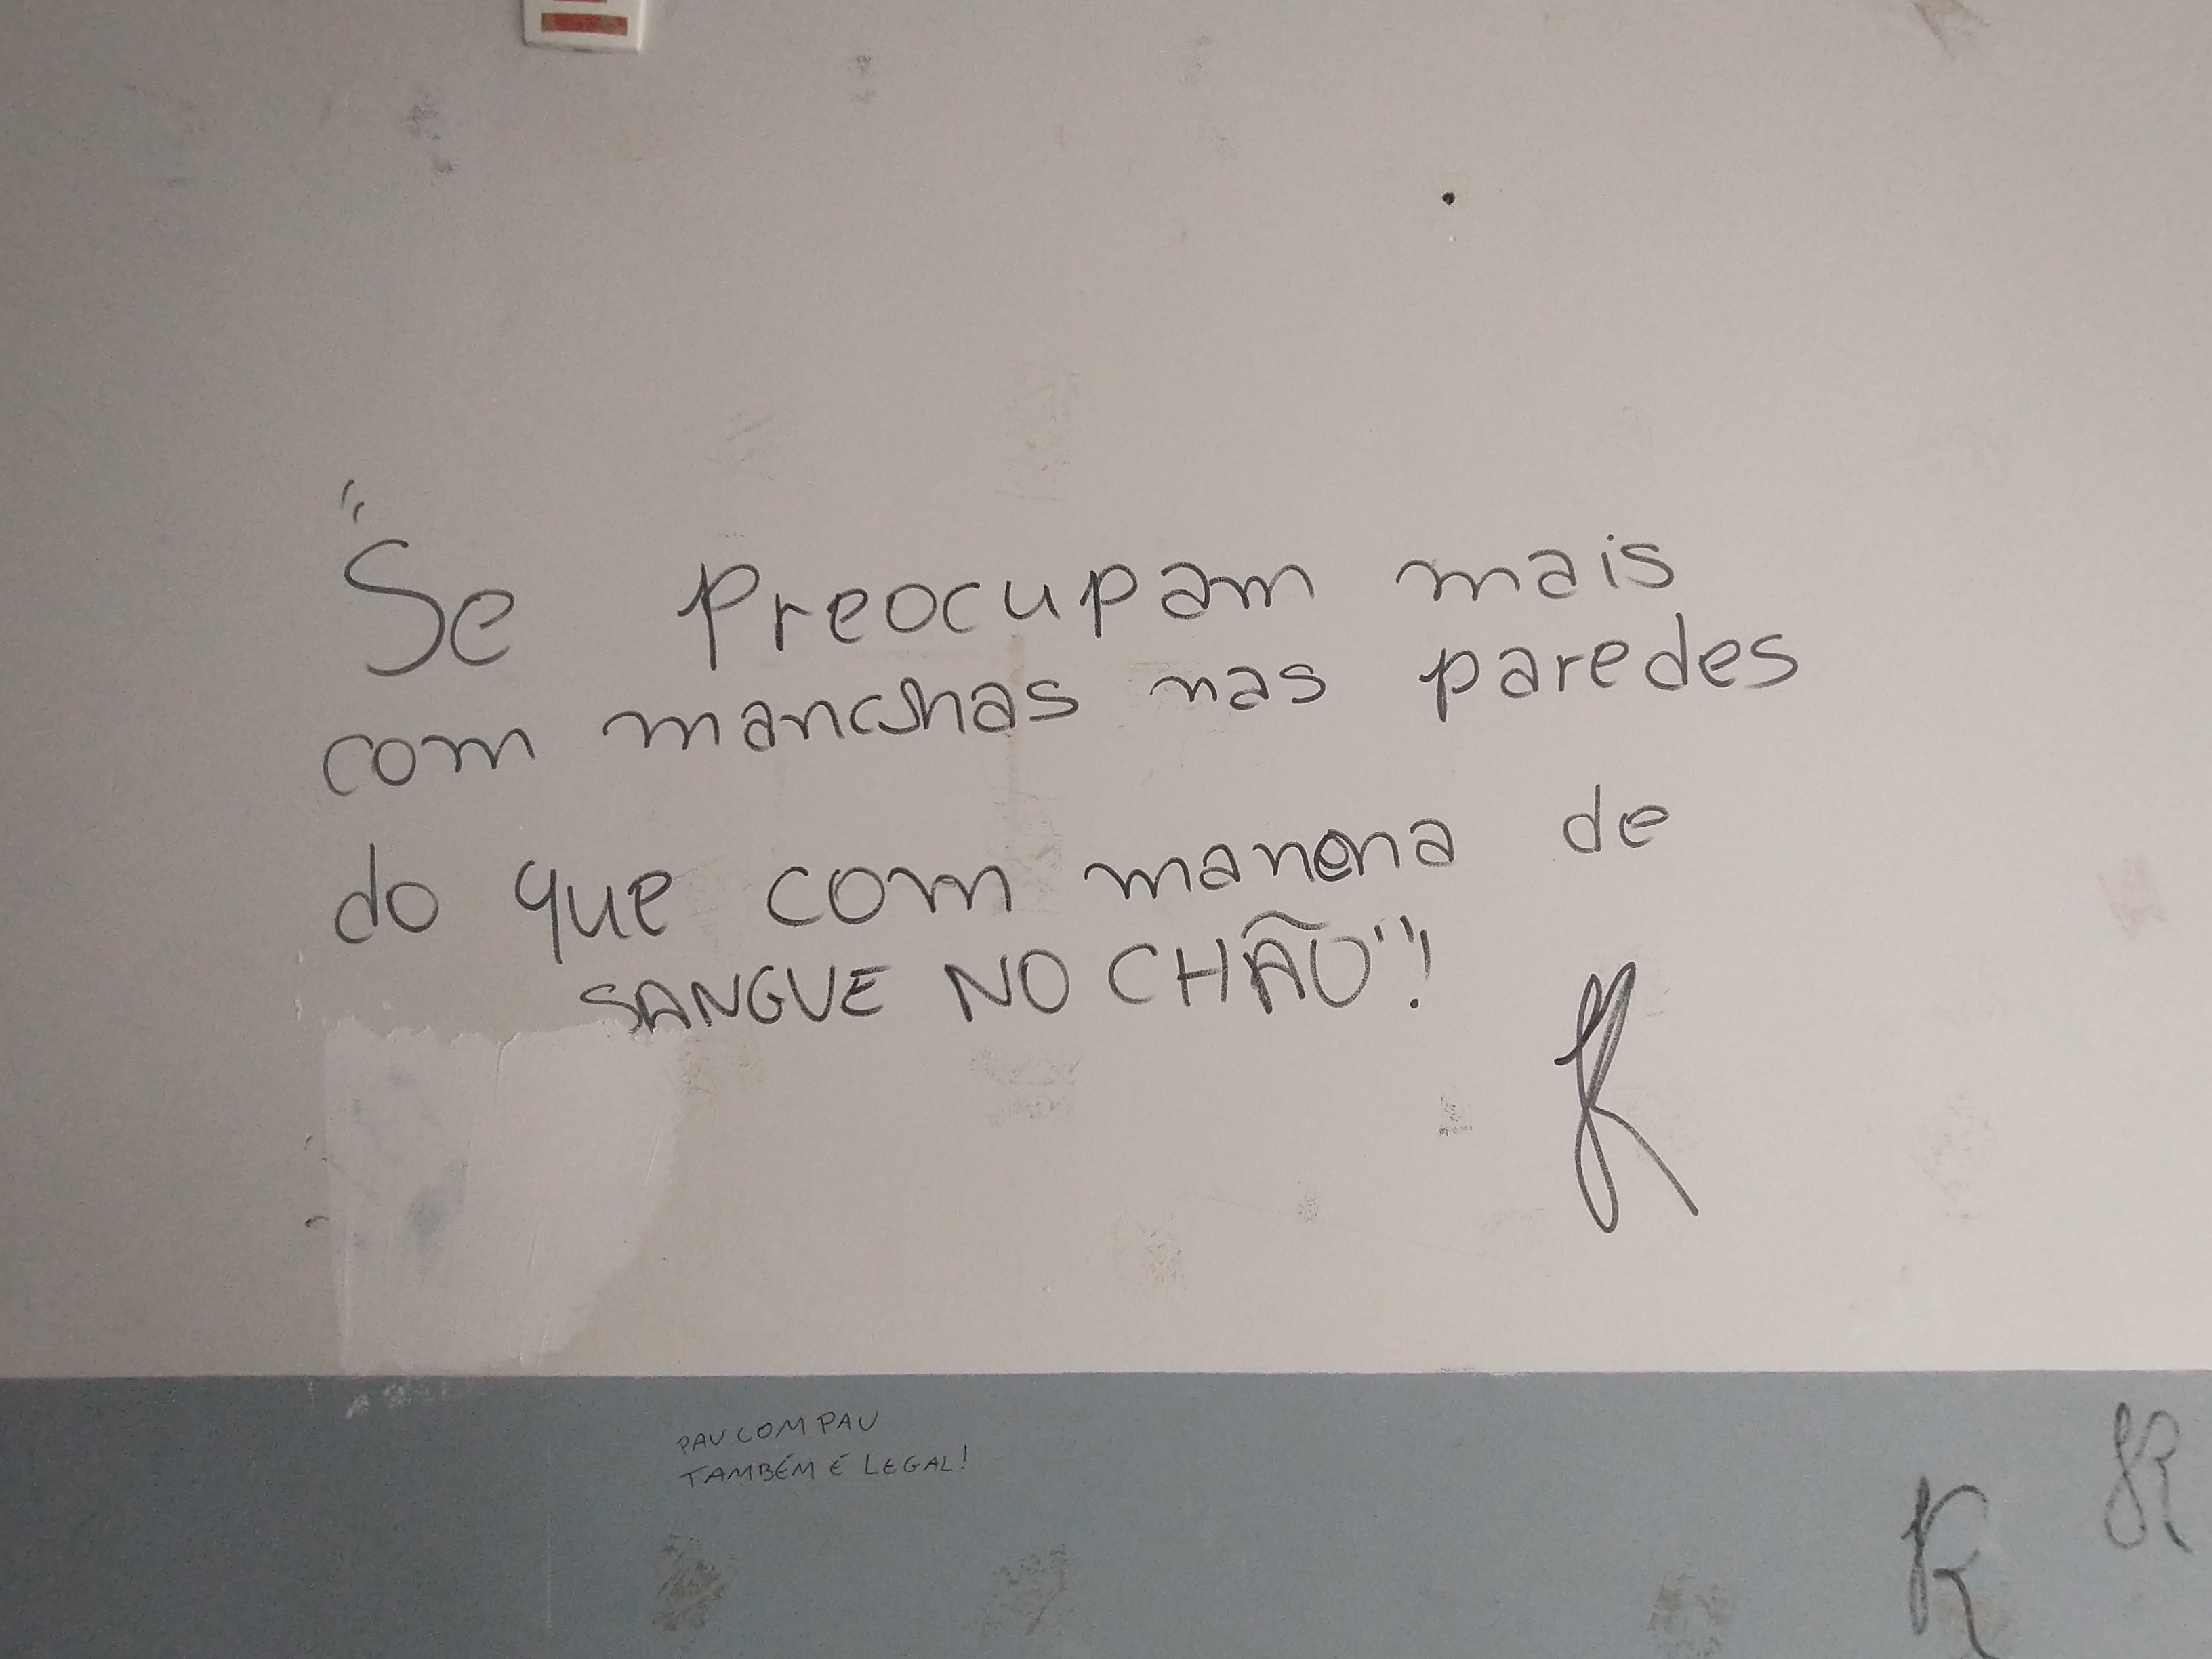 "Se preocupam mais
com manchas nas paredes
do que com mancha de
SANGUE NO CHÃO"!
K
PAU COM PAU
TAMBÉM É LEGAL!